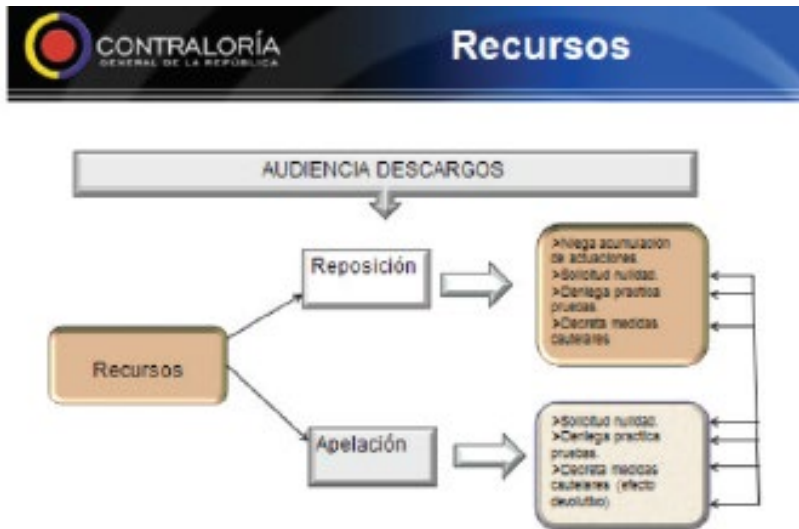 CONTRALORÍA
GENERAL DE LA REPÚBLICA
Recursos
AUDIENCIA DESCARGOS
Reposición
>Niega acumulación
de actuaciones.
>Solicitud nulidad.
>Deniega practica
pruebas.
>Decreta medidas
cautelares
Recursos
Apelación
>Solicitud nulidad.
>Deniega practica
pruebas.
>Decreta medidas
cautelares (efecto
devolutivo)